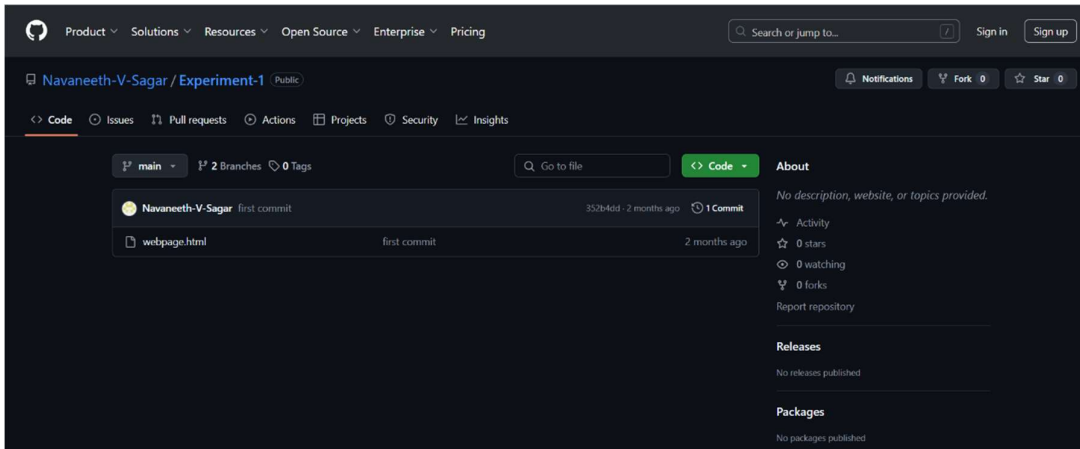 Product Solutions Resources Open Source Enterprise Pricing Search or jump to... / Sign in Sign up
Navaneeth-V-Sagar / Experiment-1 Public Notifications Fork 0 Star 0
<> Code Issues Pull requests Actions Projects Security Insights
main 2 Branches 0 Tags Go to file <> Code About
No description, website, or topics provided.
Navaneeth-V-Sagar first commit 352b4dd · 2 months ago 1 Commit
webpage.html first commit 2 months ago
Activity
0 stars
0 watching
0 forks
Report repository
Releases
No releases published
Packages
No packages published